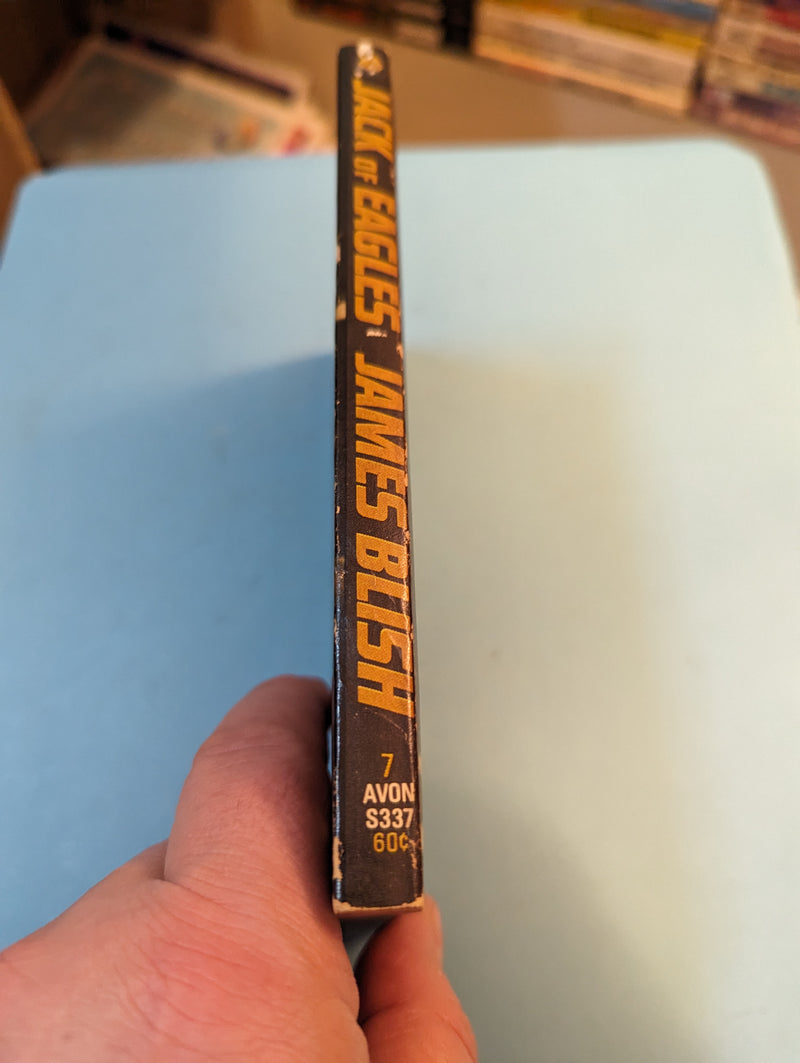 JACK OF EAGLES JAMES BLISH
7
AVON
S337
60¢